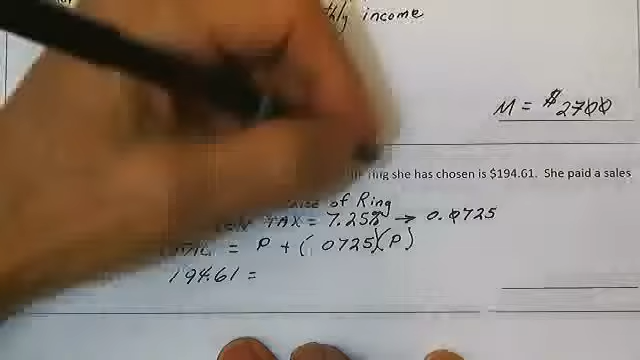 income
M = $2700
ring she has chosen is $194.61. She paid a sales
of Ring
TAX = 7.25% → 0.0725
= P + (.0725)(P)
194.61 =